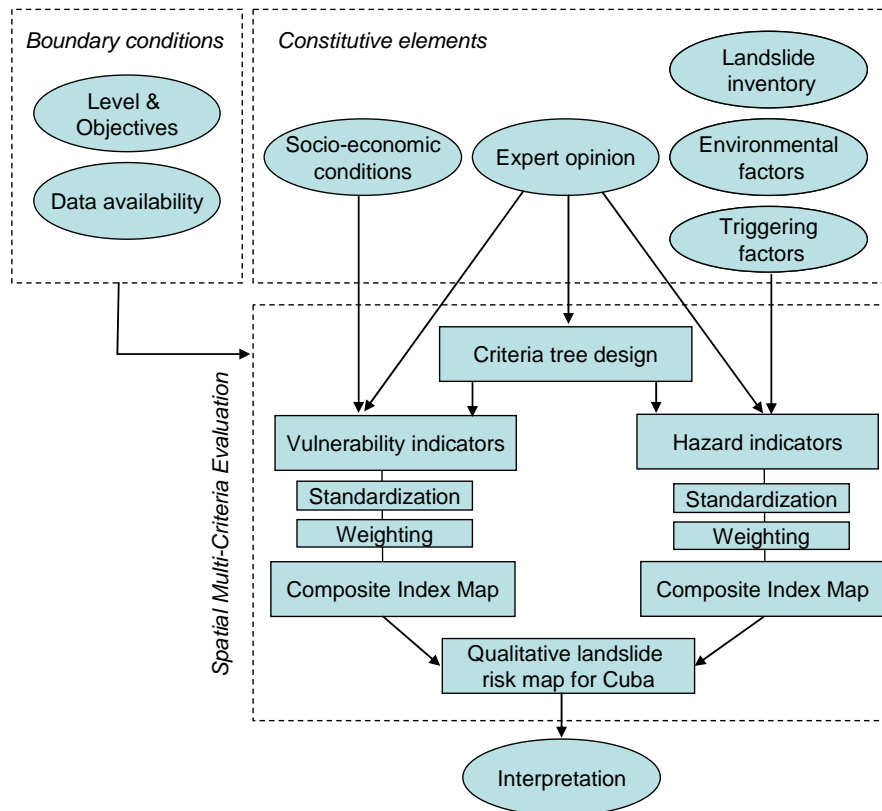 Boundary conditions
Level &
Objectives
Data availability
Constitutive elements
Landslide
inventory
Socio-economic
conditions
Expert opinion
Environmental
factors
Triggering
factors
Spatial Multi-Criteria Evaluation
Criteria tree design
Vulnerability indicators
Hazard indicators
Standardization
Standardization
Weighting
Weighting
Composite Index Map
Composite Index Map
Qualitative landslide
risk map for Cuba
Interpretation